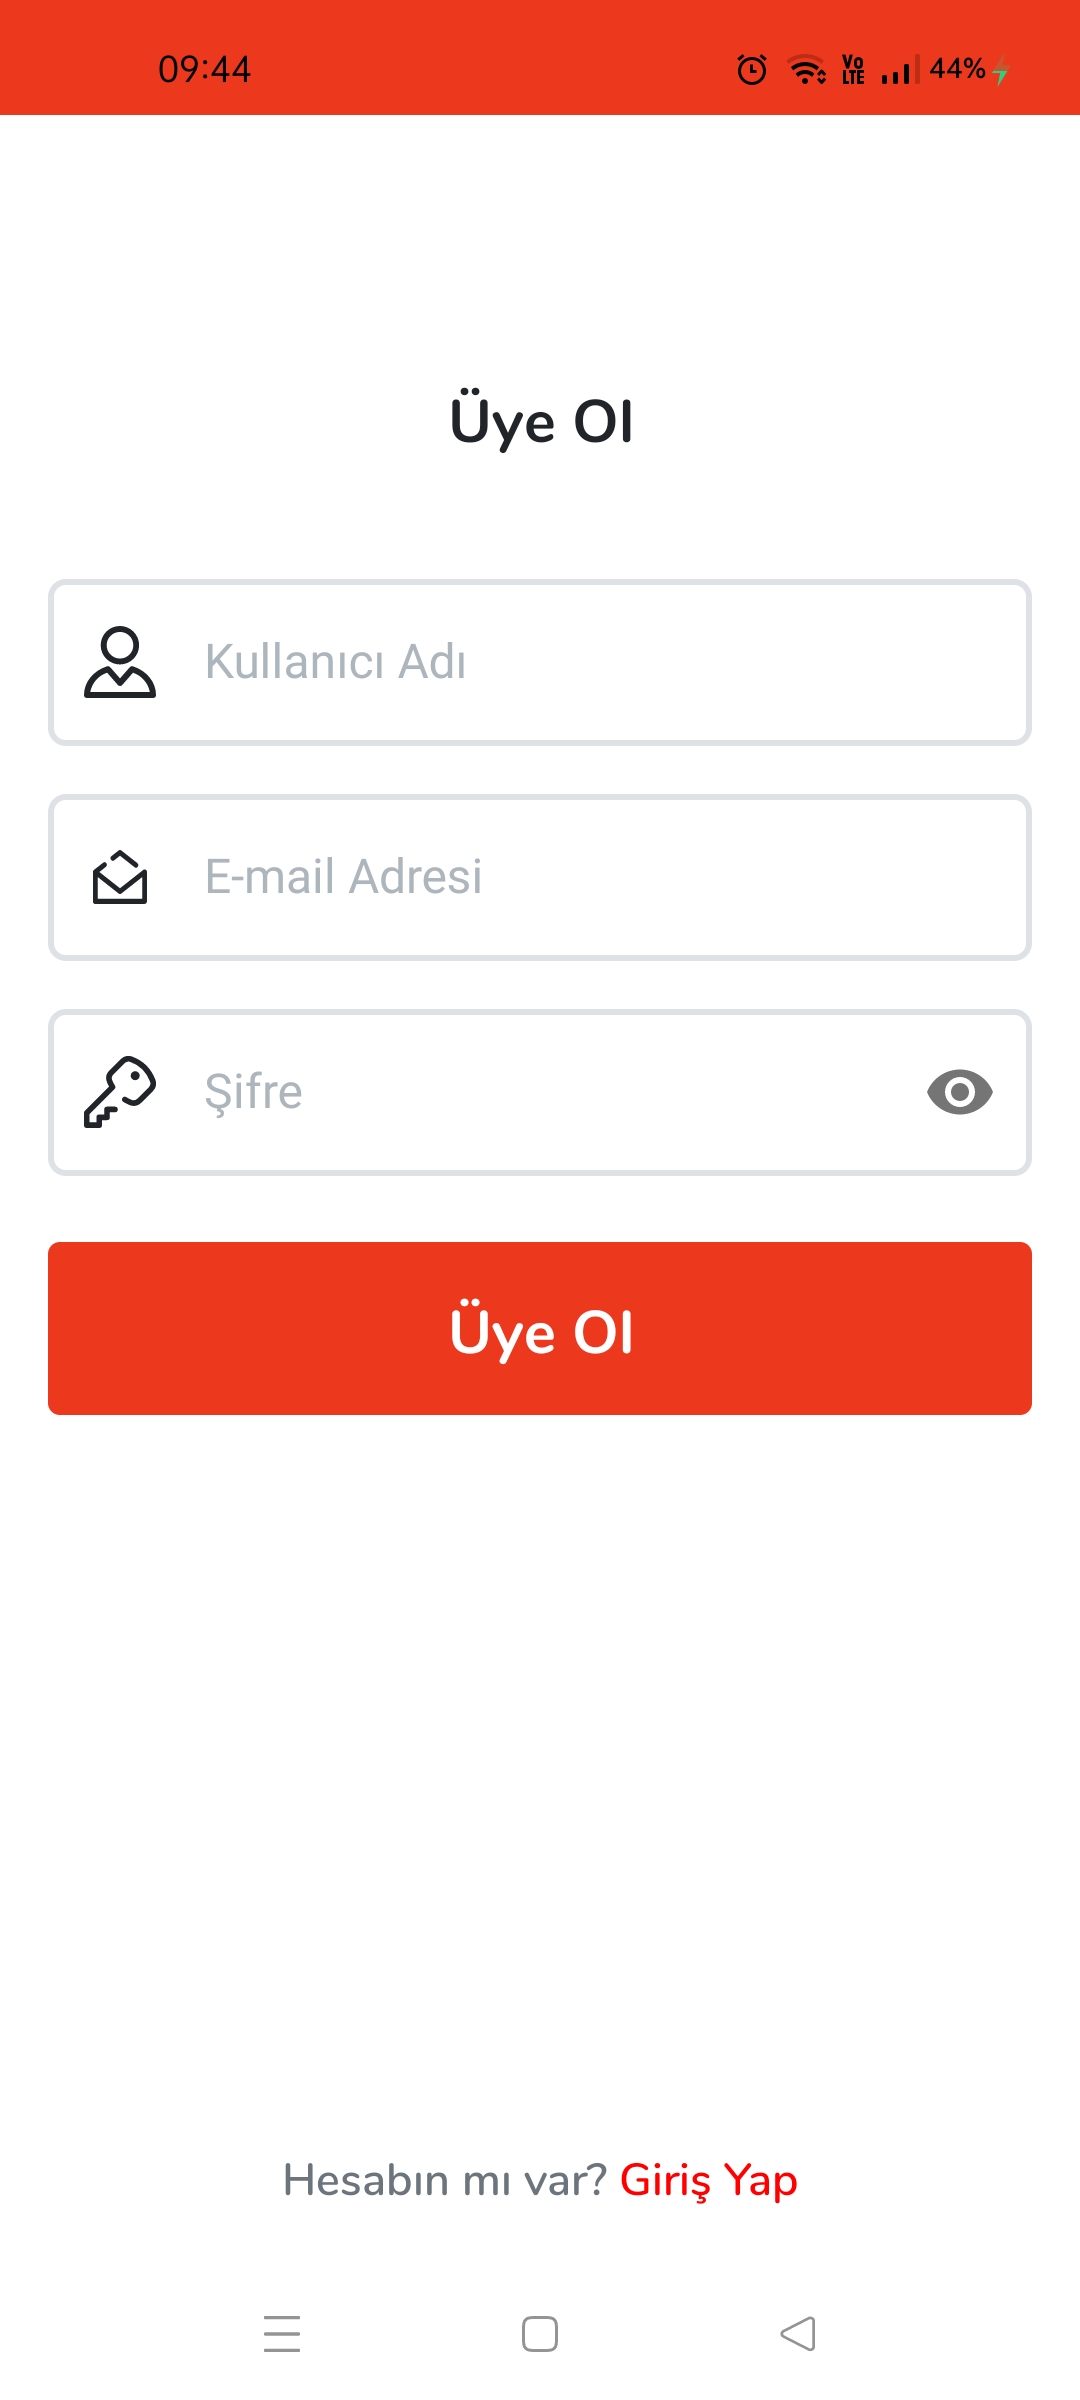 09:44
Vo LTE 44%
Üye Ol
Kullanıcı Adı
E-mail Adresi
Şifre
Üye Ol
Hesabın mı var? Giriş Yap